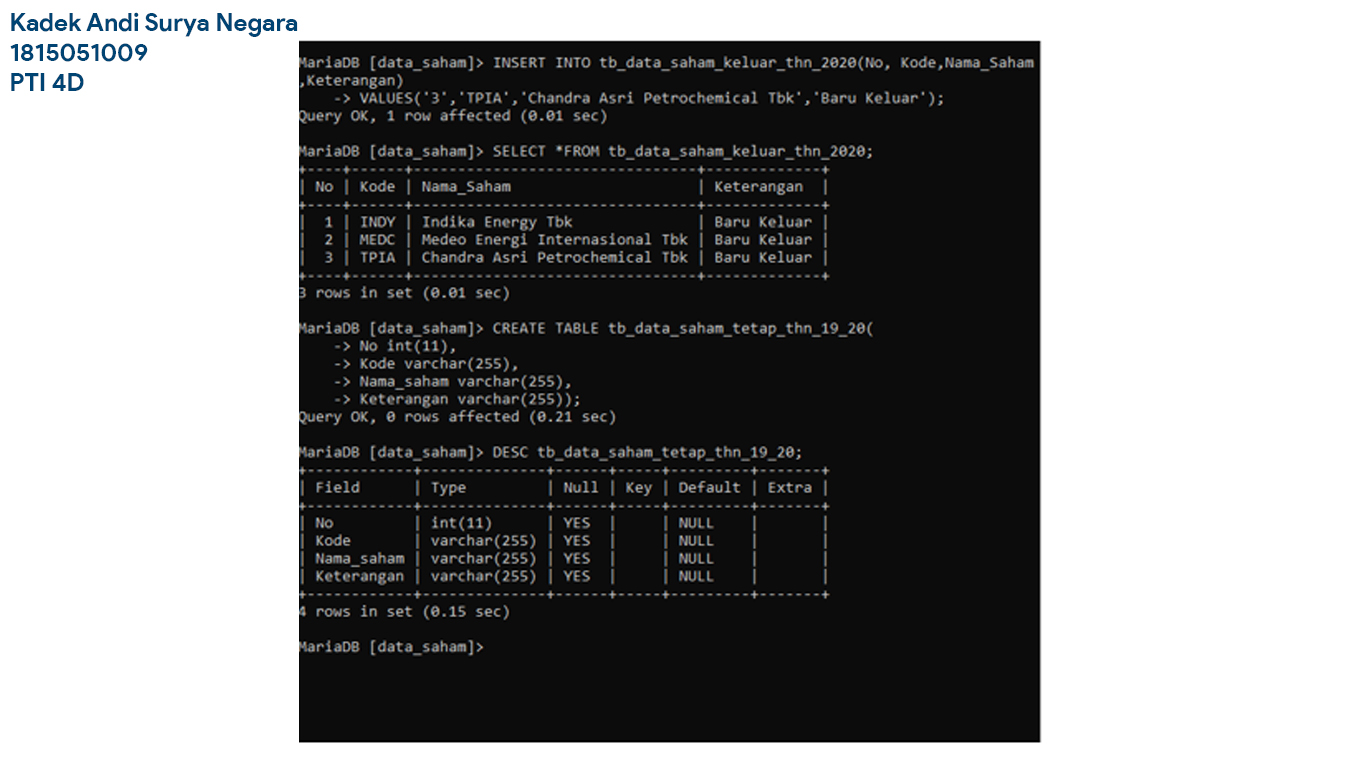 Kadek Andi Surya Negara
1815051009
PTI 4D
MariaDB [data_saham]> INSERT INTO tb_data_saham_keluar_thn_2020(No, Kode,Nama_Saham
,Keterangan)
    -> VALUES('3','TPIA','Chandra Asri Petrochemical Tbk','Baru Keluar');
Query OK, 1 row affected (0.01 sec)

MariaDB [data_saham]> SELECT *FROM tb_data_saham_keluar_thn_2020;
+----+------+--------------------------------+-------------+
| No | Kode | Nama_Saham                     | Keterangan  |
+----+------+--------------------------------+-------------+
|  1 | INDY | Indika Energy Tbk              | Baru Keluar |
|  2 | MEDC | Medeo Energi Internasional Tbk | Baru Keluar |
|  3 | TPIA | Chandra Asri Petrochemical Tbk | Baru Keluar |
+----+------+--------------------------------+-------------+
3 rows in set (0.01 sec)

MariaDB [data_saham]> CREATE TABLE tb_data_saham_tetap_thn_19_20(
    -> No int(11),
    -> Kode varchar(255),
    -> Nama_saham varchar(255),
    -> Keterangan varchar(255));
Query OK, 0 rows affected (0.21 sec)

MariaDB [data_saham]> DESC tb_data_saham_tetap_thn_19_20;
+------------+--------------+------+-----+---------+-------+
| Field      | Type         | Null | Key | Default | Extra |
+------------+--------------+------+-----+---------+-------+
| No         | int(11)      | YES  |     | NULL    |       |
| Kode       | varchar(255) | YES  |     | NULL    |       |
| Nama_saham | varchar(255) | YES  |     | NULL    |       |
| Keterangan | varchar(255) | YES  |     | NULL    |       |
+------------+--------------+------+-----+---------+-------+
4 rows in set (0.15 sec)

MariaDB [data_saham]>